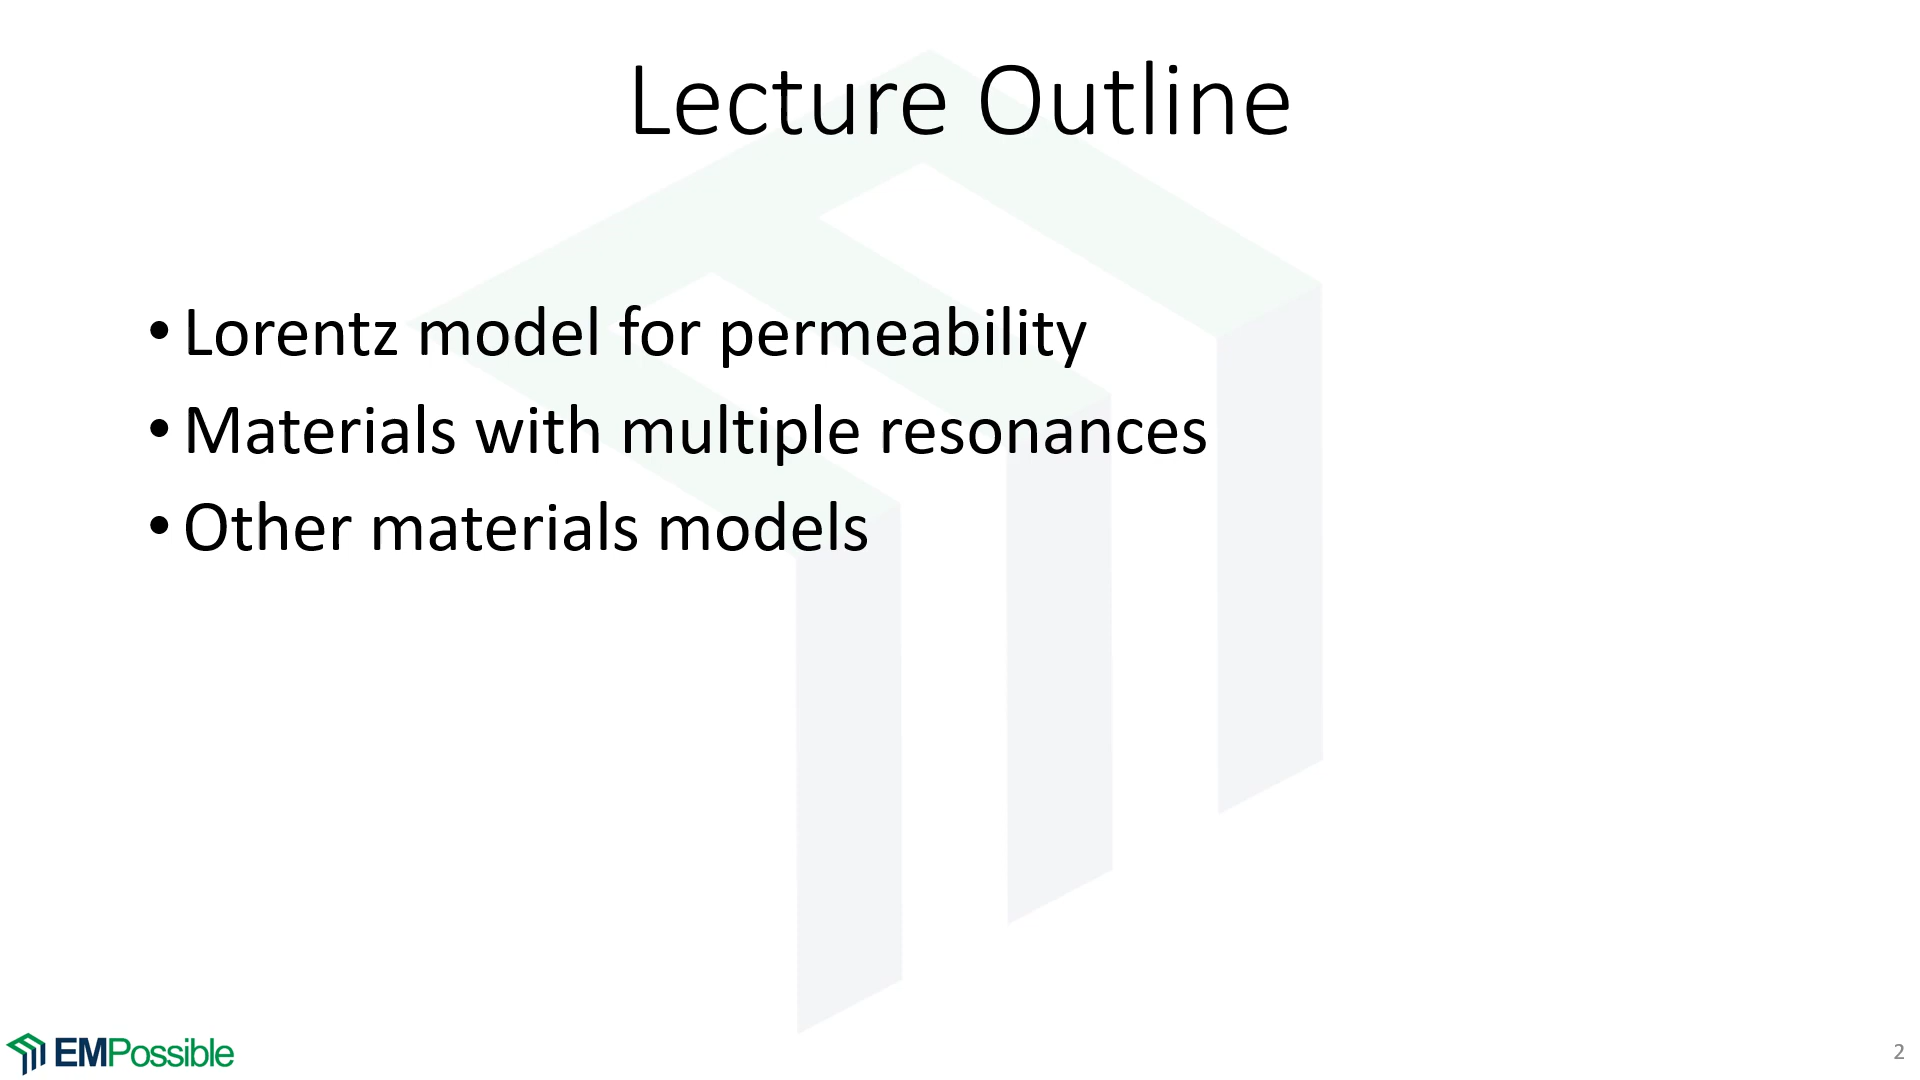 Lecture Outline
• Lorentz model for permeability
• Materials with multiple resonances
• Other materials models
EMPossible
2